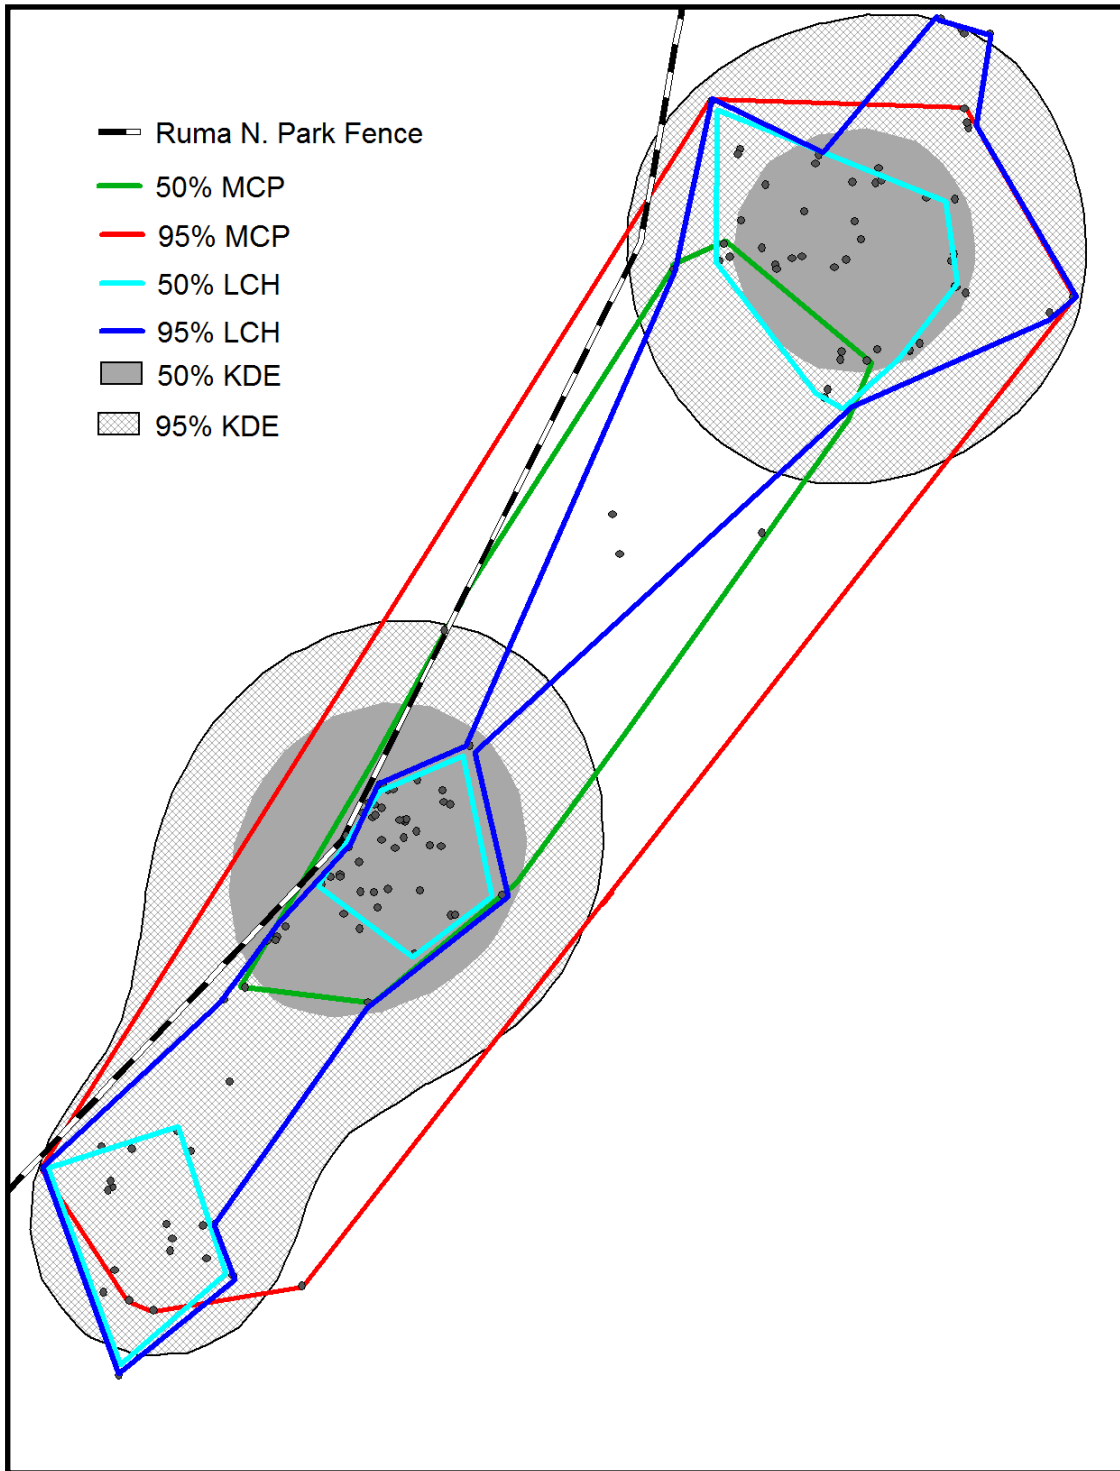 Ruma N. Park Fence
50% MCP
95% MCP
50% LCH
95% LCH
50% KDE
95% KDE